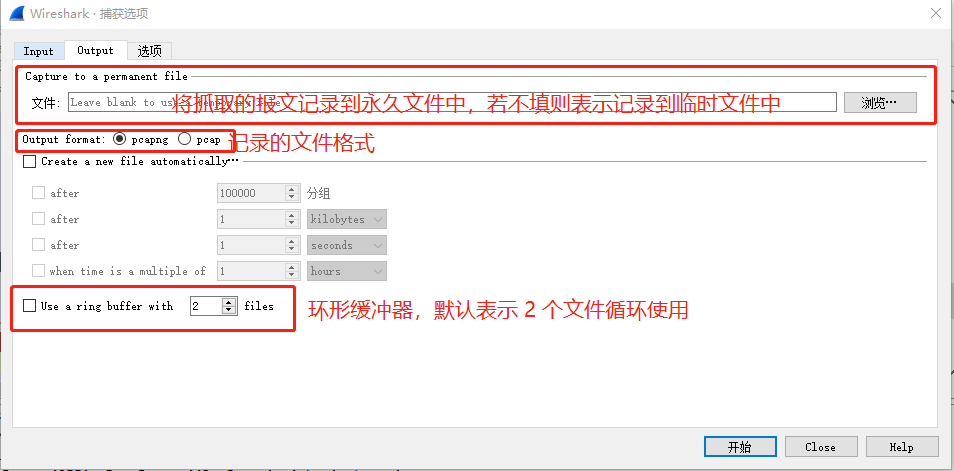 Wireshark · 捕获选项
Input Output 选项
Capture to a permanent file
文件: Leave blank to use 浏览…
将抓取的报文记录到永久文件中，若不填则表示记录到临时文件中
Output format: pcapng pcap
记录的文件格式
Create a new file automatically…
after 100000 分组
after 1 kilobytes
after 1 seconds
when time is a multiple of 1 hours
Use a ring buffer with 2 files
环形缓冲器，默认表示 2 个文件循环使用
开始 Close Help